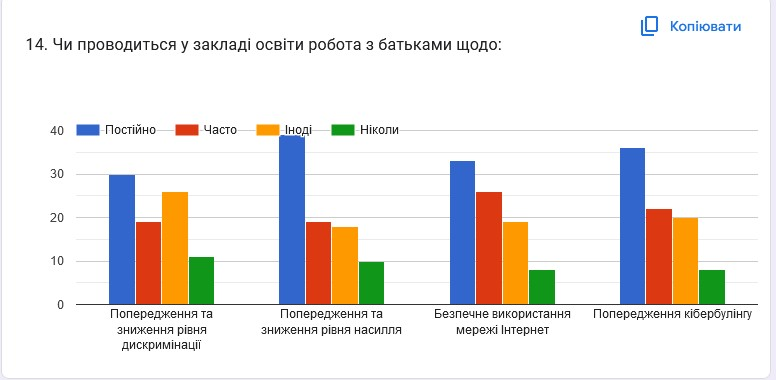 Копіювати
14. Чи проводиться у закладі освіти робота з батьками щодо:
Постійно Часто Іноді Ніколи
40
30
20
10
0
Попередження та
зниження рівня
дискримінації
Попередження та
зниження рівня насилля
Безпечне використання
мережі Інтернет
Попередження кібербулінгу